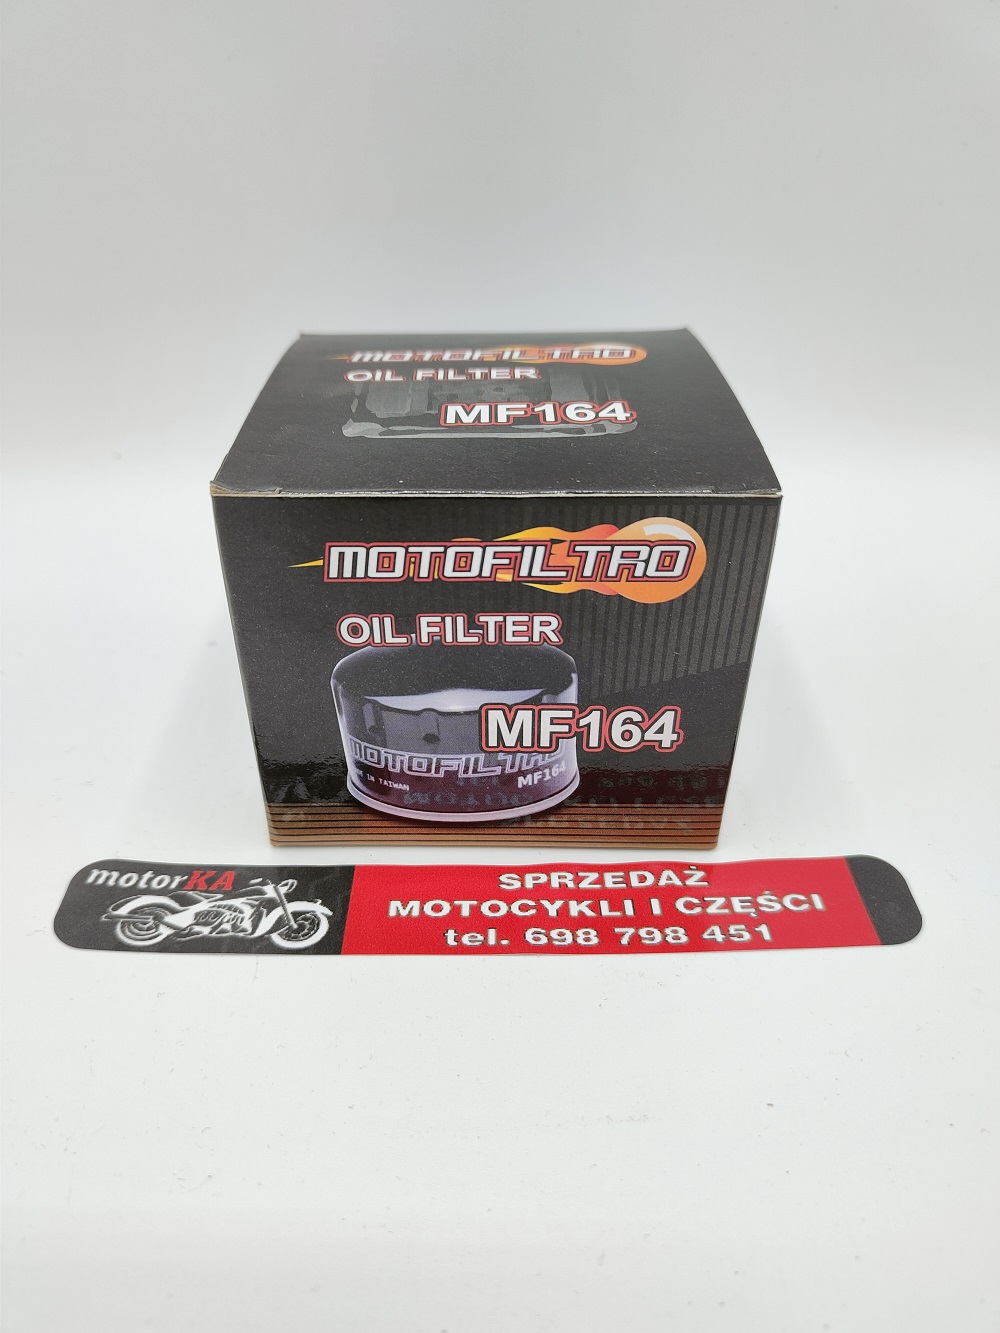 MOTOFILTRO
OIL FILTER
MF164
MOTOFILTRO
OIL FILTER
MF164
MOTOFILTRO
MF164
IN TAIWAN
motorKA
SPRZEDAŻ
MOTOCYKLI I CZĘŚCI
tel. 698 798 451